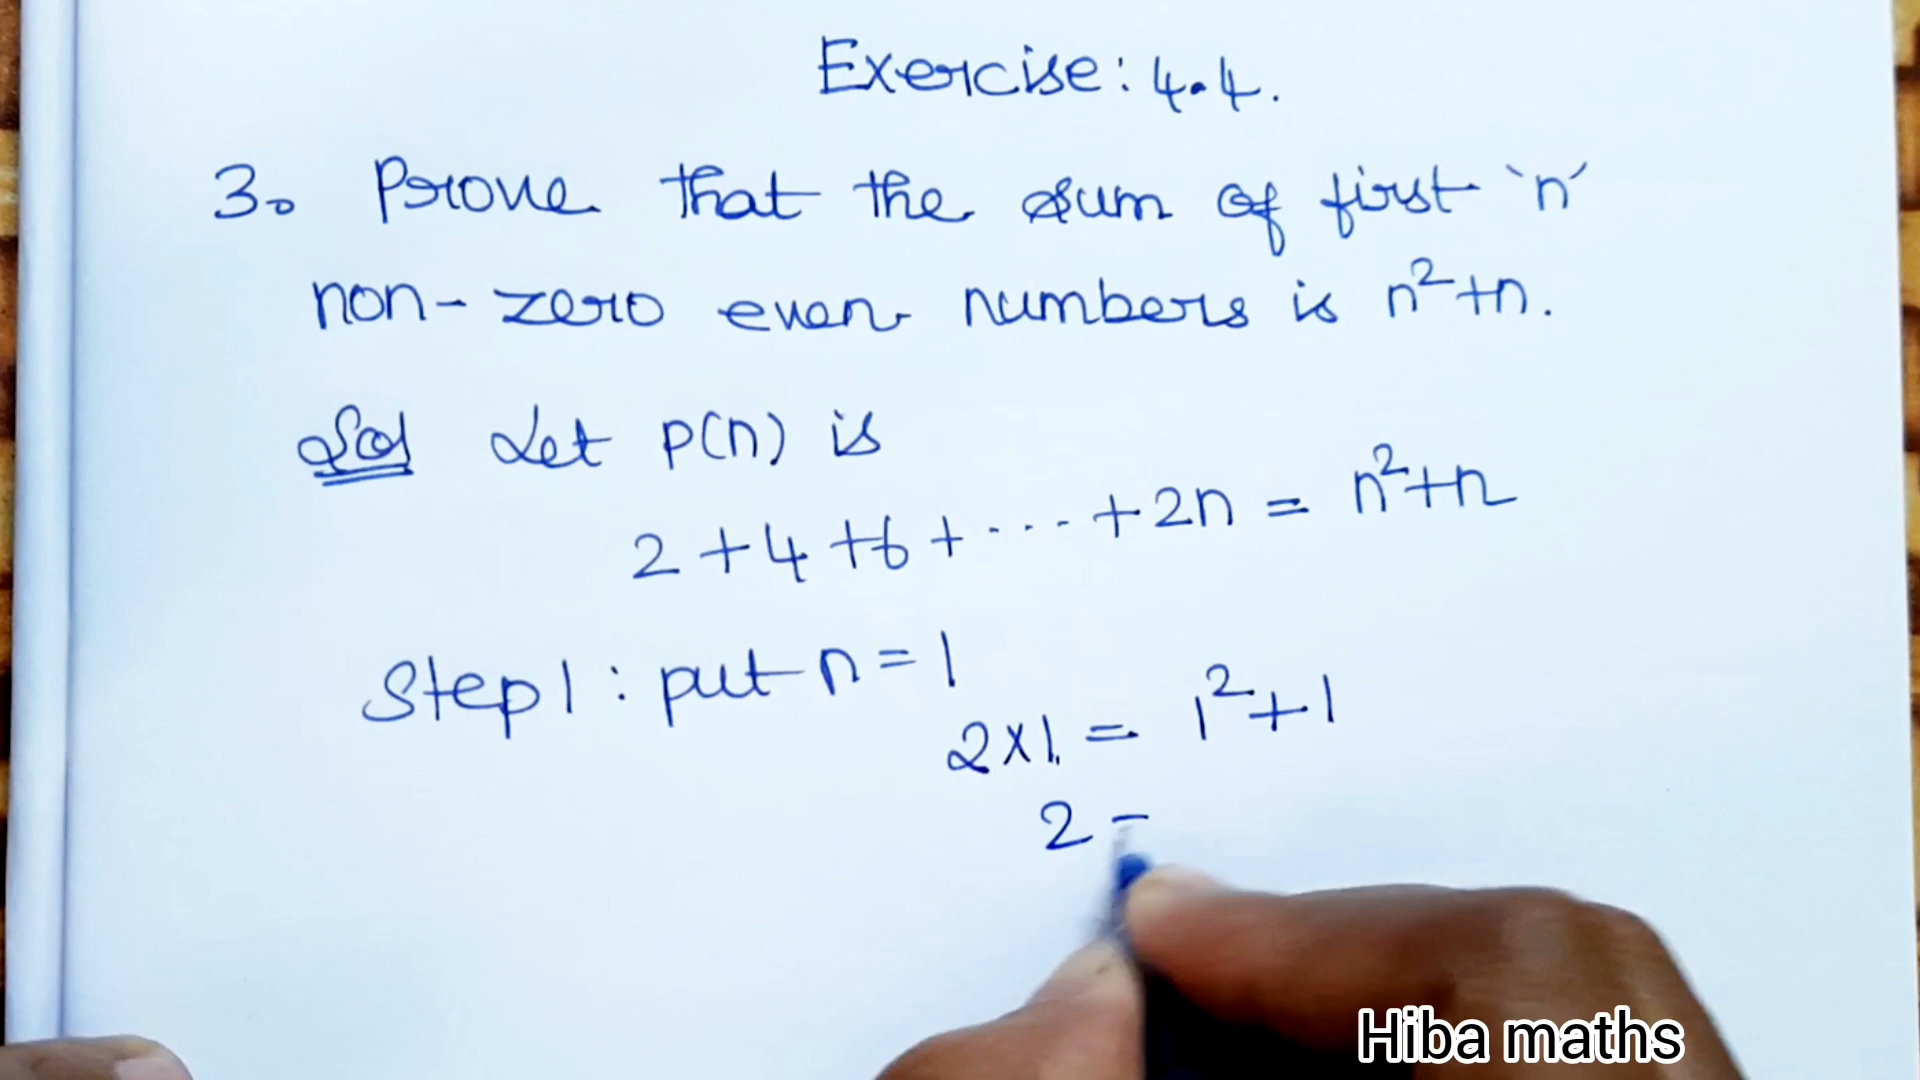 Exercise: 4.4.
3. Prove that the sum of first 'n'
non-zero even numbers is n²+n.
Sol Let P(n) is
2+4+6+...+2n = n²+n
Step1: put n=1
2×1 = 1²+1
2 =
Hiba maths